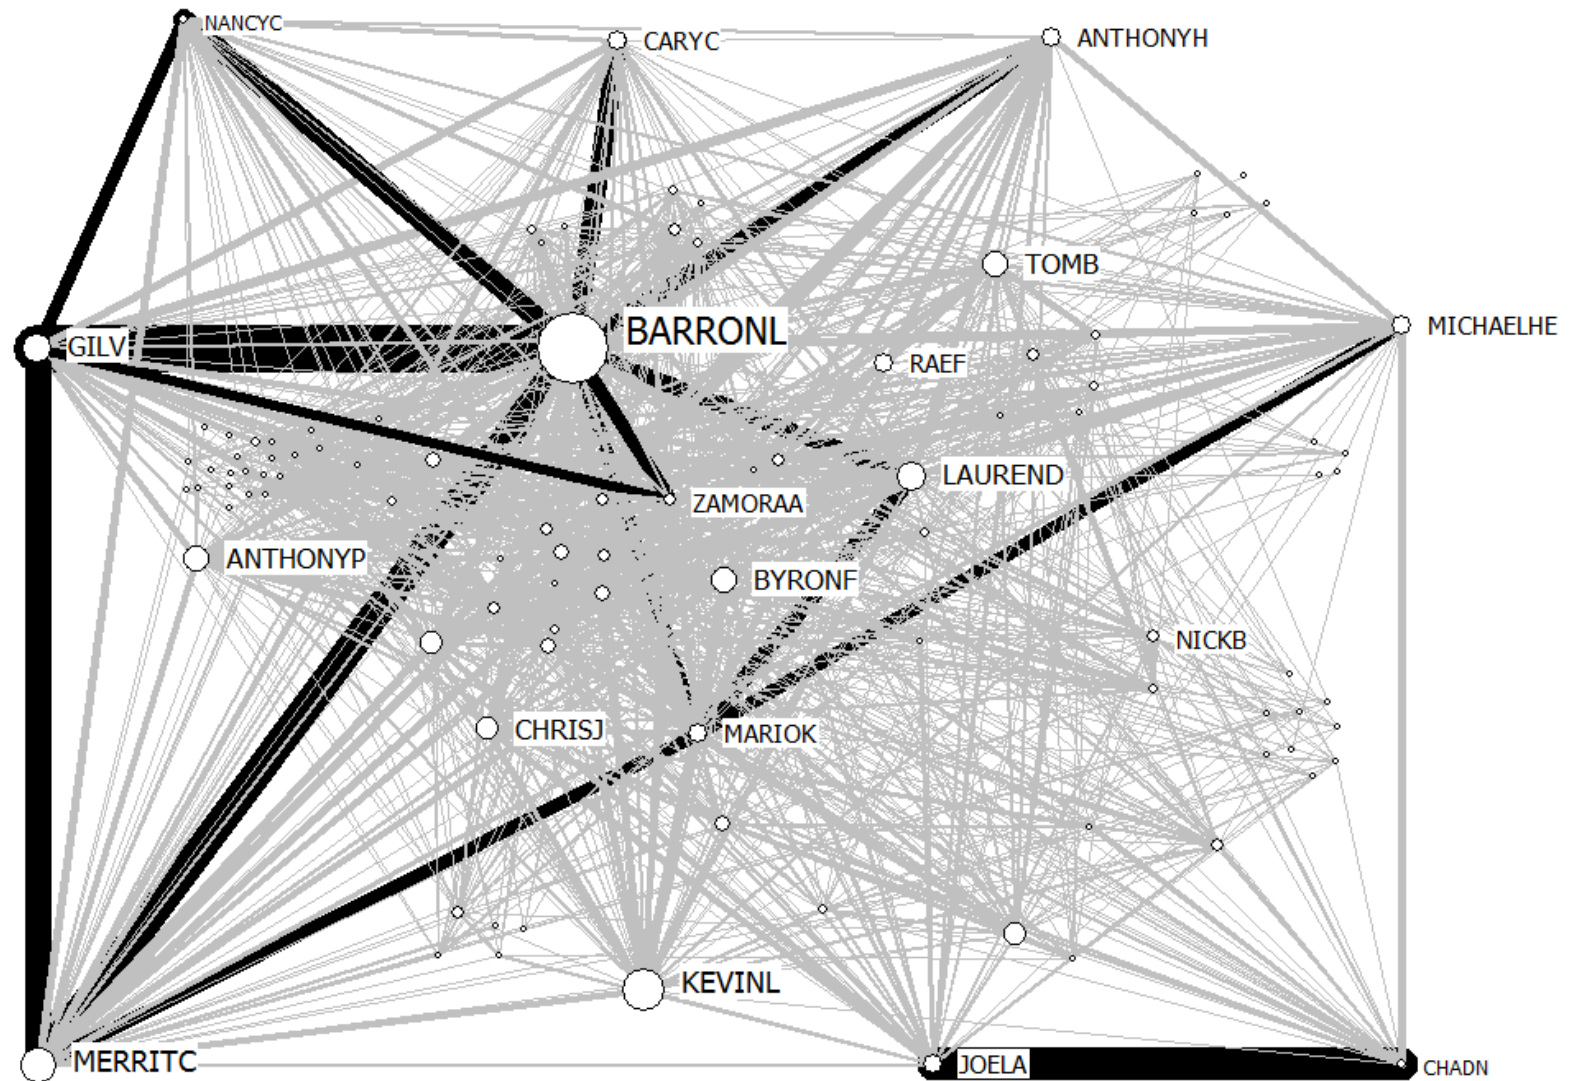 NANCYC
CARYC
ANTHONYH
TOMB
BARRONL
MICHAELHE
GILV
RAEF
LAUREND
ZAMORAA
ANTHONYP
BYRONF
NICKB
CHRISJ
MARIOK
KEVINL
MERRITC
JOELA
CHADN